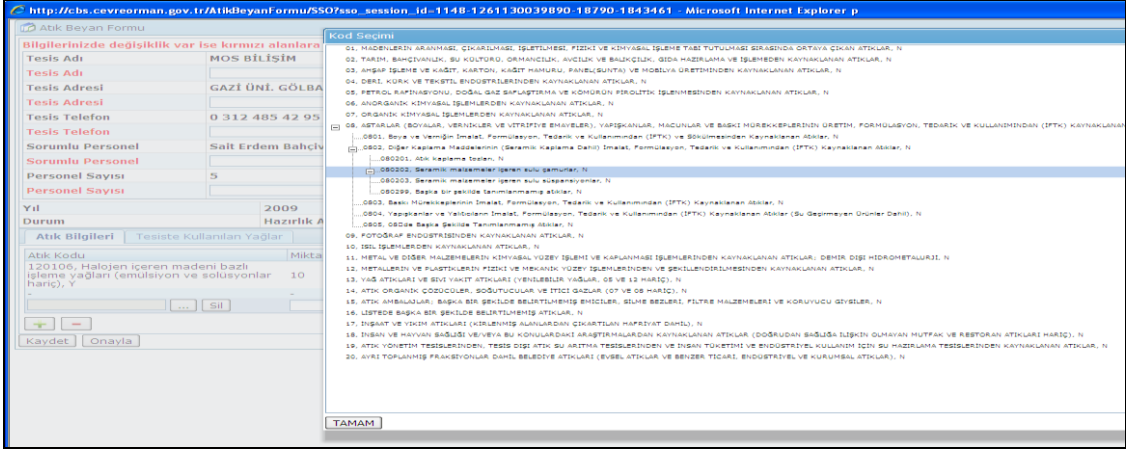 http://cbs.cevreorman.gov.tr/AtikBeyanFormu/SSO?sso_session_id=1148-1261130039890-18790-1843461 - Microsoft Internet Explorer p
Atık Beyan Formu
Bilgilerinizde değişiklik var ise kırmızı alanlara
Tesis Adı MOS BİLİŞİM
Tesis Adı
Tesis Adresi GAZİ ÜNİ. GÖLBA
Tesis Adresi
Tesis Telefon 0 312 485 42 95
Tesis Telefon
Sorumlu Personel Sait Erdem Bahçiv
Sorumlu Personel
Personel Sayısı 5
Personel Sayısı
Yıl 2009
Durum Hazırlık A
Atık Bilgileri Tesiste Kullanılan Yağlar
Atık Kodu Mikta
120106, Halojen içeren madeni bazlı
işleme yağları (emülsiyon ve solüsyonlar 10
hariç), Y
... Sil
Kaydet Onayla
Kod Seçimi
01, MADENLERİN ARANMASI, ÇIKARILMASI, İŞLETİLMESİ, FİZİKİ VE KİMYASAL İŞLEME TABİ TUTULMASI SIRASINDA ORTAYA ÇIKAN ATIKLAR, N
02, TARIM, BAHÇIVANLIK, SU KÜLTÜRÜ, ORMANCILIK, AVCILIK VE BALIKÇILIK, GIDA HAZIRLAMA VE İŞLEMEDEN KAYNAKLANAN ATIKLAR, N
03, AHŞAP İŞLEME VE KAĞIT, KARTON, KAĞIT HAMURU, PANEL(SUNTA) VE MOBİLYA ÜRETİMİNDEN KAYNAKLANAN ATIKLAR, N
04, DERİ, KÜRK VE TEKSTİL ENDÜSTRİLERİNDEN KAYNAKLANAN ATIKLAR, N
05, PETROL RAFİNASYONU, DOĞAL GAZ SAFLAŞTIRMA VE KÖMÜRÜN PİROLİTİK İŞLENMESİNDEN KAYNAKLANAN ATIKLAR, N
06, ANORGANİK KİMYASAL İŞLEMLERDEN KAYNAKLANAN ATIKLAR, N
07, ORGANİK KİMYASAL İŞLEMLERDEN KAYNAKLANAN ATIKLAR, N
08, ASTARLAR (BOYALAR, VERNİKLER VE VİTRİFİYE EMAYELER), YAPIŞKANLAR, MACUNLAR VE BASKI MÜREKKEPLERİNİN ÜRETİM, FORMÜLASYON, TEDARİK VE KULLANIMINDAN (İFTK) KAYNAKLANAN
0801, Boya ve Verniğin İmalat, Formülasyon, Tedarik ve Kullanımından (İFTK) ve Sökülmesinden Kaynaklanan Atıklar, N
0802, Diğer Kaplama Maddelerinin (Seramik Kaplama Dahil) İmalat, Formülasyon, Tedarik ve Kullanımından (İFTK) Kaynaklanan Atıklar, N
080201, Atık kaplama tozları, N
080202, Seramik malzemeler içeren sulu çamurlar, N
080203, Seramik malzemeler içeren sulu süspansiyonlar, N
080299, Başka bir şekilde tanımlanmamış atıklar, N
0803, Baskı Mürekkeplerinin İmalat, Formülasyon, Tedarik ve Kullanımından (İFTK) Kaynaklanan Atıklar, N
0804, Yapışkanlar ve Yalıtıcıların İmalat, Formülasyon, Tedarik ve Kullanımından (İFTK) Kaynaklanan Atıklar (Su Geçirmeyen Ürünler Dahil), N
0805, 08Dde Başka Şekilde Tanımlanmamış Atıklar, N
09, FOTOĞRAF ENDÜSTRİSİNDEN KAYNAKLANAN ATIKLAR, N
10, ISIL İŞLEMLERDEN KAYNAKLANAN ATIKLAR, N
11, METAL VE DİĞER MALZEMELERİN KİMYASAL YÜZEY İŞLEMİ VE KAPLANMASI İŞLEMLERİNDEN KAYNAKLANAN ATIKLAR; DEMİR DIŞI HİDROMETALURJİ, N
12, METALLERİN VE PLASTİKLERİN FİZİKİ VE MEKANİK YÜZEY İŞLEMLERİNDEN VE ŞEKİLLENDİRİLMESİNDEN KAYNAKLANAN ATIKLAR, N
13, YAĞ ATIKLARI VE SIVI YAKIT ATIKLARI (YENİLEBİLİR YAĞLAR, 05 VE 12 HARİÇ), N
14, ATIK ORGANİK ÇÖZÜCÜLER, SOĞUTUCULAR VE İTİCİ GAZLAR (07 VE 08 HARİÇ), N
15, ATIK AMBALAJLAR; BAŞKA BİR ŞEKİLDE BELİRTİLMEMİŞ EMİCİLER, SİLME BEZLERİ, FİLTRE MALZEMELERİ VE KORUYUCU GİYSİLER, N
16, LİSTEDE BAŞKA BİR ŞEKİLDE BELİRTİLMEMİŞ ATIKLAR, N
17, İNŞAAT VE YIKIM ATIKLARI (KİRLENMİŞ ALANLARDAN ÇIKARTILAN HAFRİYAT DAHİL), N
18, İNSAN VE HAYVAN SAĞLIĞI VE/VEYA BU KONULARDAKİ ARAŞTIRMALARDAN KAYNAKLANAN ATIKLAR (DOĞRUDAN SAĞLIĞA İLİŞKİN OLMAYAN MUTFAK VE RESTORAN ATIKLARI HARİÇ), N
19, ATIK YÖNETİM TESİSLERİNDEN, TESİS DIŞI ATIK SU ARITMA TESİSLERİNDEN VE İNSAN TÜKETİMİ VE ENDÜSTRİYEL KULLANIM İÇİN SU HAZIRLAMA TESİSLERİNDEN KAYNAKLANAN ATIKLAR, N
20, AYRI TOPLANMIŞ FRAKSİYONLAR DAHİL BELEDİYE ATIKLARI (EVSEL ATIKLAR VE BENZER TİCARİ, ENDÜSTRİYEL VE KURUMSAL ATIKLAR), N
TAMAM